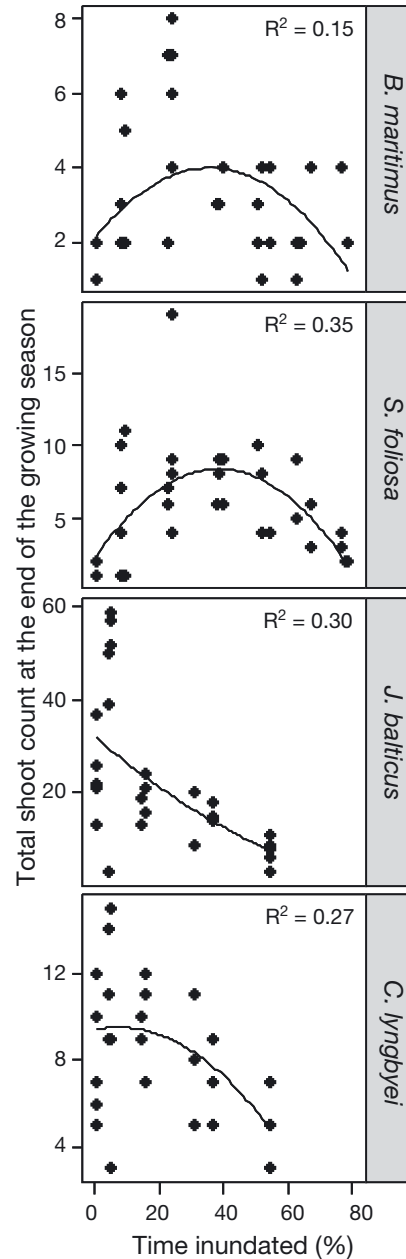 Total shoot count at the end of the growing season
8
6
4
2
R² = 0.15
B. maritimus
15
10
5
R² = 0.35
S. foliosa
60
40
20
R² = 0.30
J. balticus
12
8
4
R² = 0.27
C. lyngbyei
0 20 40 60 80
Time inundated (%)